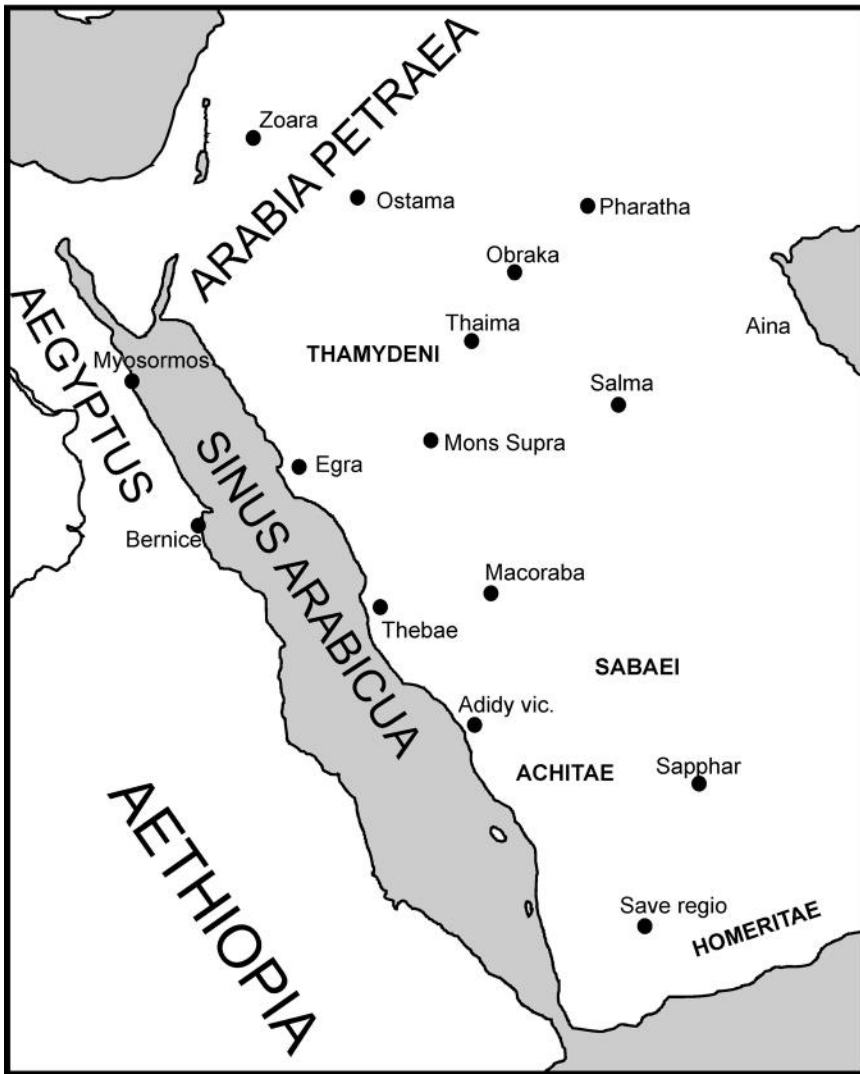 Zoara
ARABIA PETRAEA
Ostama
Pharatha
Obraka
Aina
Thaima
THAMYDENI
AEGYPTUS
Myosormos
Salma
SINUS ARABICUA
Mons Supra
Egra
Bernice
Macoraba
Thebae
SABAEI
Adidy vic.
ACHITAE
Sapphar
AETHIOPIA
Save regio
HOMERITAE